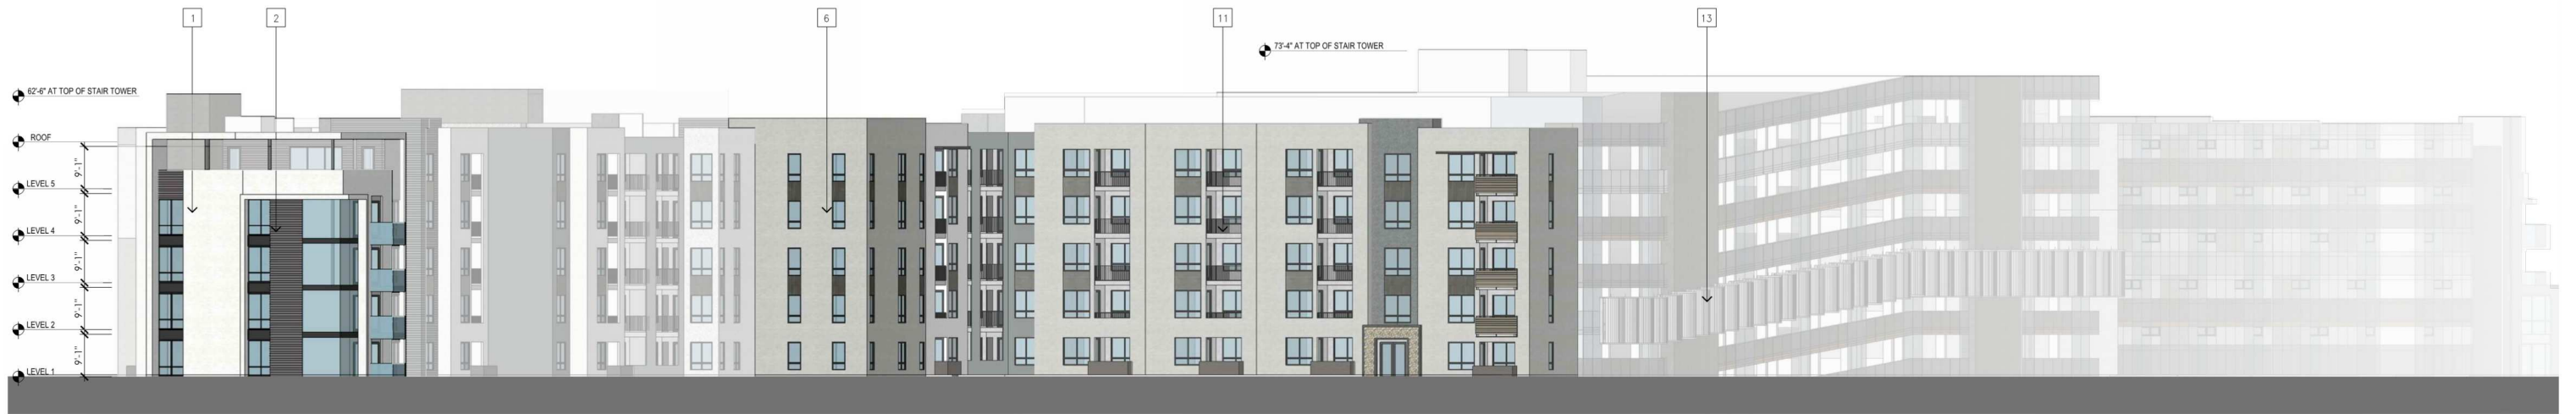 1
2
6
11
13
73'-4" AT TOP OF STAIR TOWER
62'-6" AT TOP OF STAIR TOWER
ROOF
9'-1"
LEVEL 5
9'-1"
LEVEL 4
9'-1"
LEVEL 3
9'-1"
LEVEL 2
9'-1"
LEVEL 1